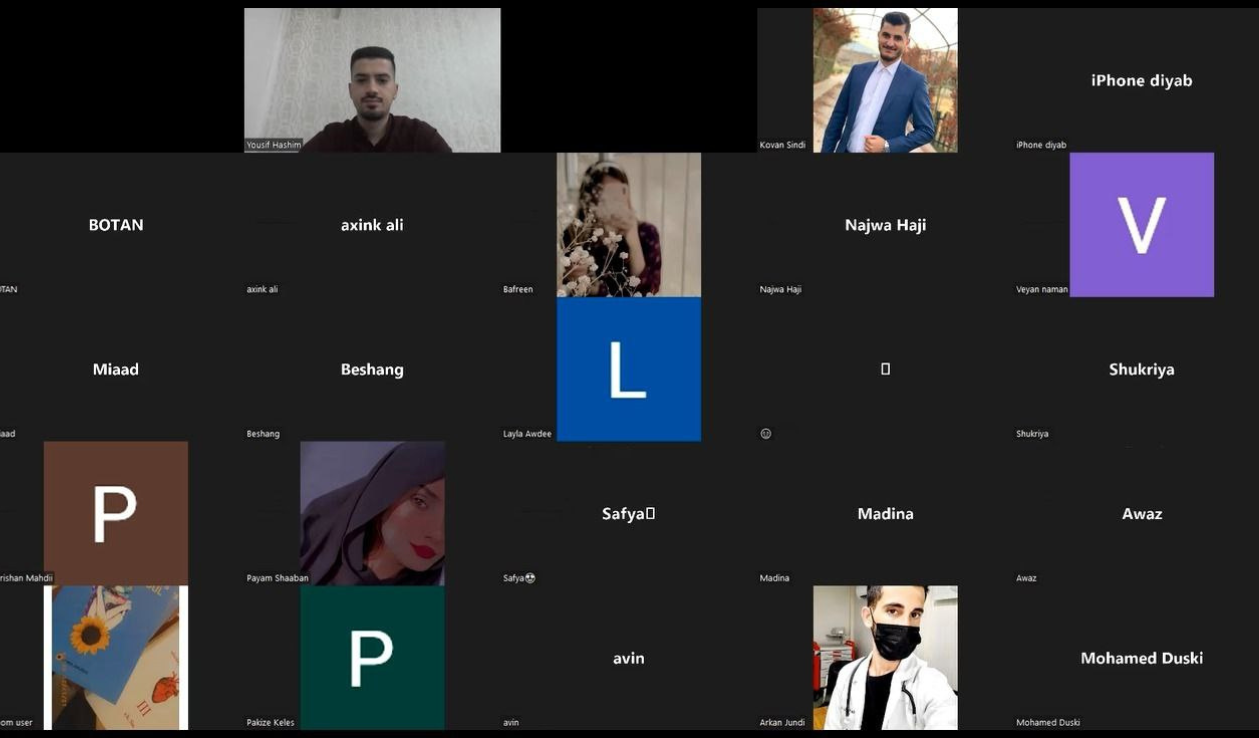 Yousif Hashim
Kovan Sindi
iPhone diyab
iPhone diyab
BOTAN
TAN
axink ali
axink ali
Bafreen
Najwa Haji
Najwa Haji
V
Veyan naman
Miaad
aad
Beshang
Beshang
L
Layla Awdee
Shukriya
Shukriya
P
rishan Mahdii
Payam Shaaban
Safya
Safya😍
Madina
Madina
Awaz
Awaz
om user
P
Pakize Keles
avin
avin
Arkan Jundi
Mohamed Duski
Mohamed Duski